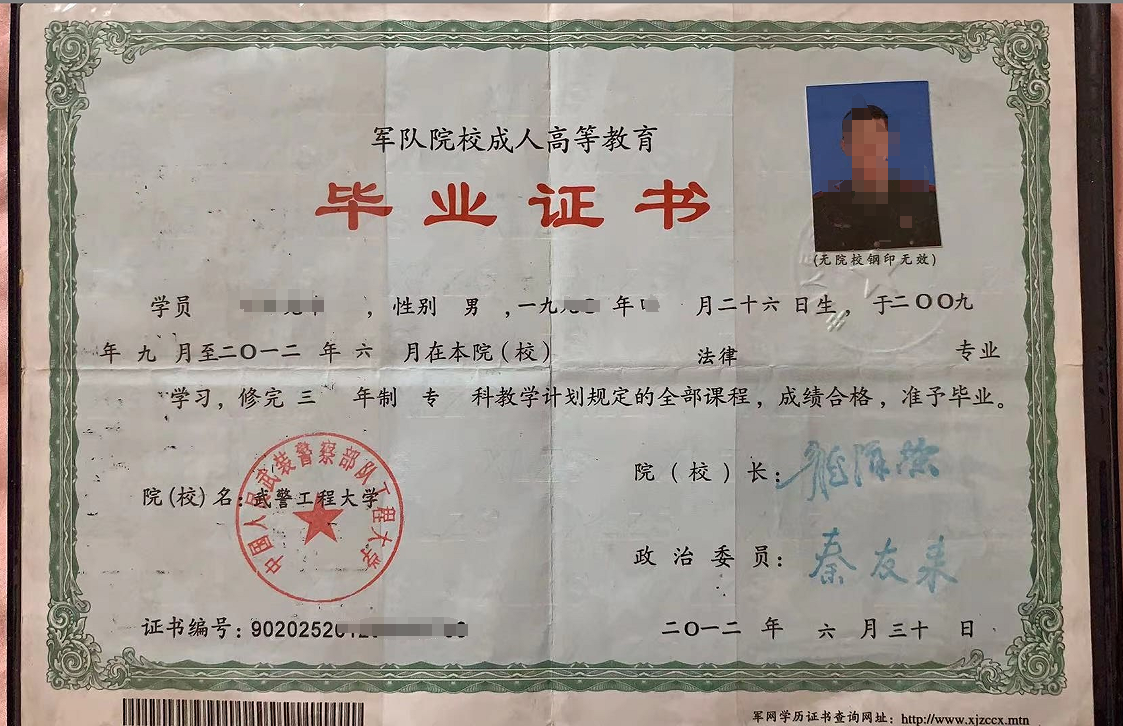 军队院校成人高等教育
毕业证书
(无院校钢印无效)
学员 ，性别 男 ，一九 年 月二十六日生，于二〇〇九
年九月至二〇一二年六月在本院(校) 法律 专业
学习，修完三年制专科教学计划规定的全部课程，成绩合格，准予毕业。
院(校)长：
院(校)名：武警工程大学
中国人民武装警察部队工程大学
政治委员：秦友来
证书编号：902025201
二〇一二年六月三十日
军网学历证书查询网址：http://www.xjzccx.mtn